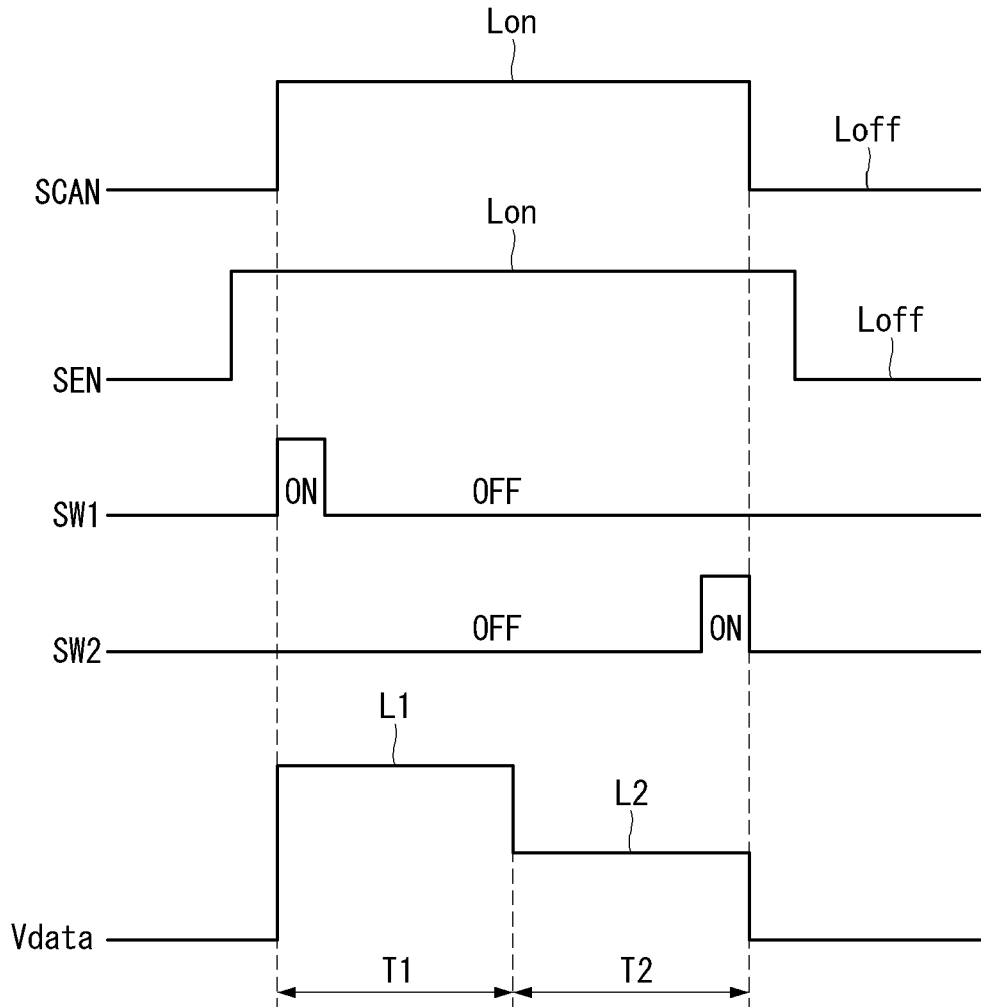 Lon
Loff
SCAN
Lon
Loff
SEN
ON
OFF
SW1
OFF
ON
SW2
L1
L2
Vdata
T1
T2